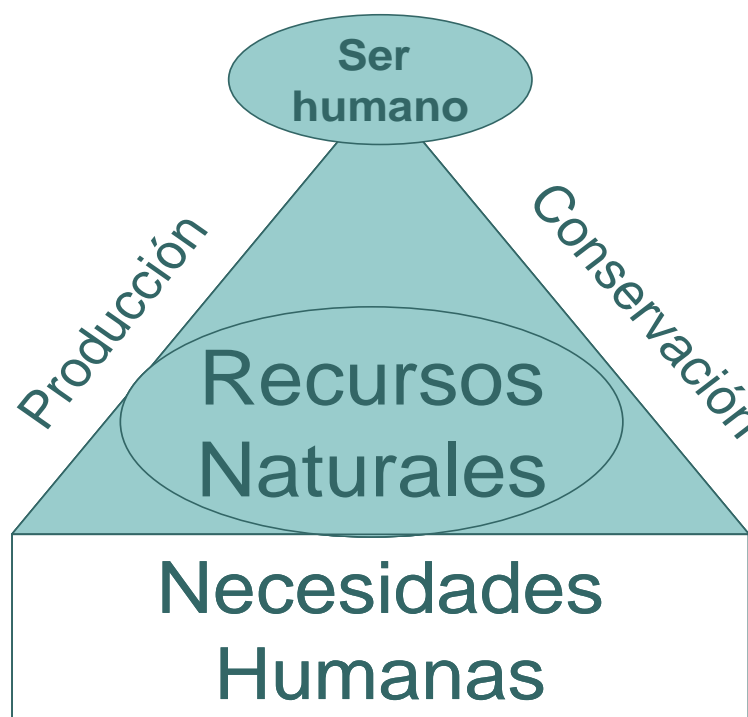 Ser
humano
Producción
Conservación
Recursos
Naturales
Necesidades
Humanas